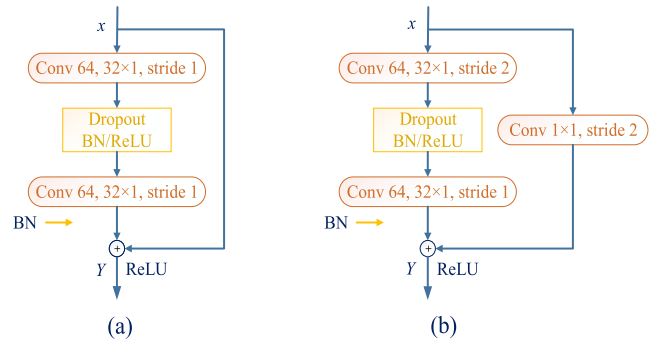 x
Conv 64, 32×1, stride 1
Dropout
BN/ReLU
Conv 64, 32×1, stride 1
BN
+
Y ReLU
(a)
x
Conv 64, 32×1, stride 2
Dropout
BN/ReLU
Conv 1×1, stride 2
Conv 64, 32×1, stride 1
BN
+
Y ReLU
(b)